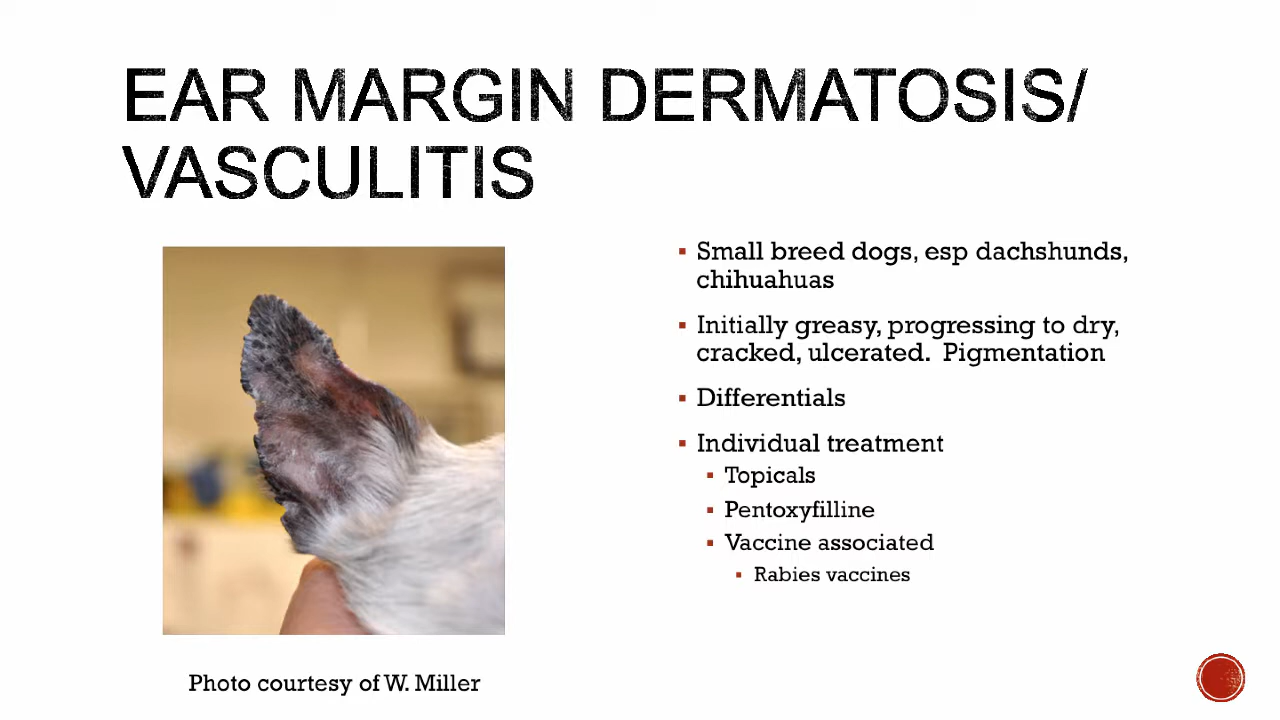 EAR MARGIN DERMATOSIS/
VASCULITIS
Small breed dogs, esp dachshunds,
chihuahuas
Initially greasy, progressing to dry,
cracked, ulcerated. Pigmentation
Differentials
Individual treatment
Topicals
Pentoxyfilline
Vaccine associated
Rabies vaccines
Photo courtesy of W. Miller